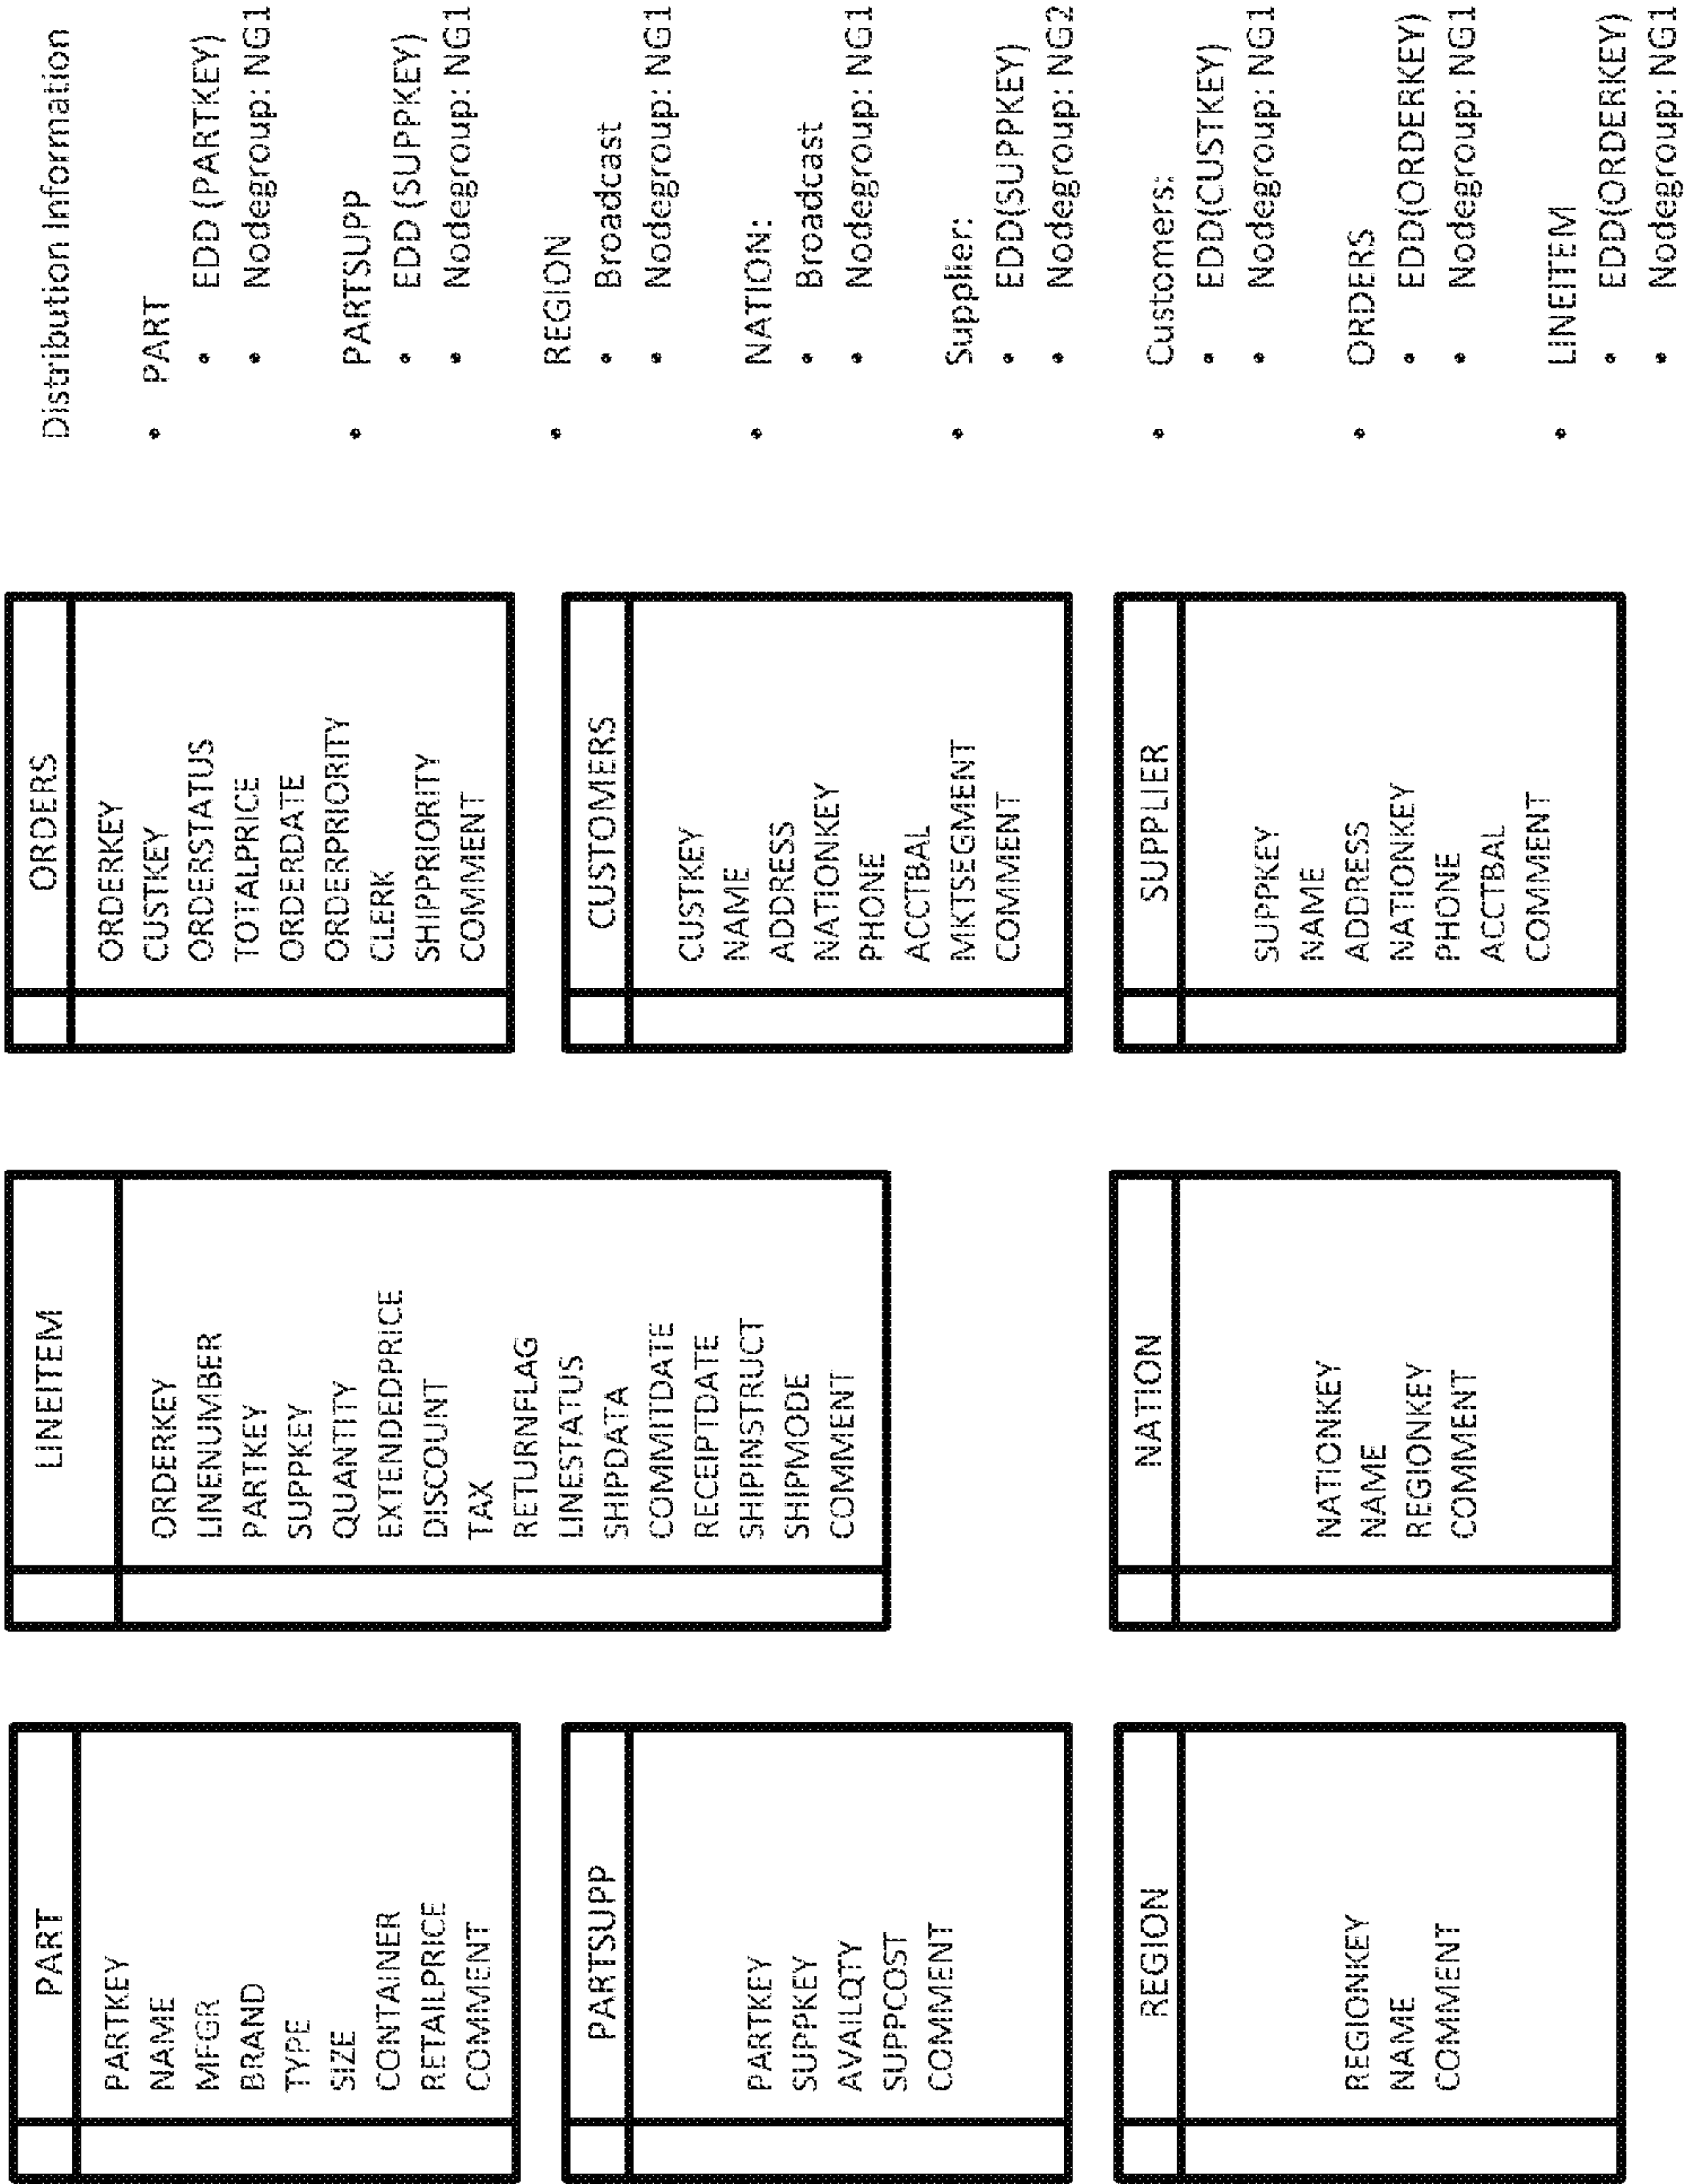 PART
PARTKEY
NAME
MFGR
BRAND
TYPE
SIZE
CONTAINER
RETAILPRICE
COMMENT
PARTSUPP
PARTKEY
SUPPKEY
AVAILQTY
SUPPCOST
COMMENT
REGION
REGIONKEY
NAME
COMMENT
LINEITEM
ORDERKEY
LINENUMBER
PARTKEY
SUPPKEY
QUANTITY
EXTENDEDPRICE
DISCOUNT
TAX
RETURNFLAG
LINESTATUS
SHIPDATA
COMMITDATE
RECEIPTDATE
SHIPINSTRUCT
SHIPMODE
COMMENT
NATION
NATIONKEY
NAME
REGIONKEY
COMMENT
ORDERS
ORDERKEY
CUSTKEY
ORDERSTATUS
TOTALPRICE
ORDERDATE
ORDERPRIORITY
CLERK
SHIPPRIORITY
COMMENT
CUSTOMERS
CUSTKEY
NAME
ADDRESS
NATIONKEY
PHONE
ACCTBAL
MKTSEGMENT
COMMENT
SUPPLIER
SUPPKEY
NAME
ADDRESS
NATIONKEY
PHONE
ACCTBAL
COMMENT
Distribution Information
• PART
• EDD (PARTKEY)
• Nodegroup: NG1
• PARTSUPP
• EDD (SUPPKEY)
• Nodegroup: NG1
• REGION
• Broadcast
• Nodegroup: NG1
• NATION:
• Broadcast
• Nodegroup: NG1
• Supplier:
• EDD(SUPPKEY)
• Nodegroup: NG2
• Customers:
• EDD(CUSTKEY)
• Nodegroup: NG1
• ORDERS
• EDD(ORDERKEY)
• Nodegroup: NG1
• LINEITEM
• EDD(ORDERKEY)
• Nodegroup: NG1